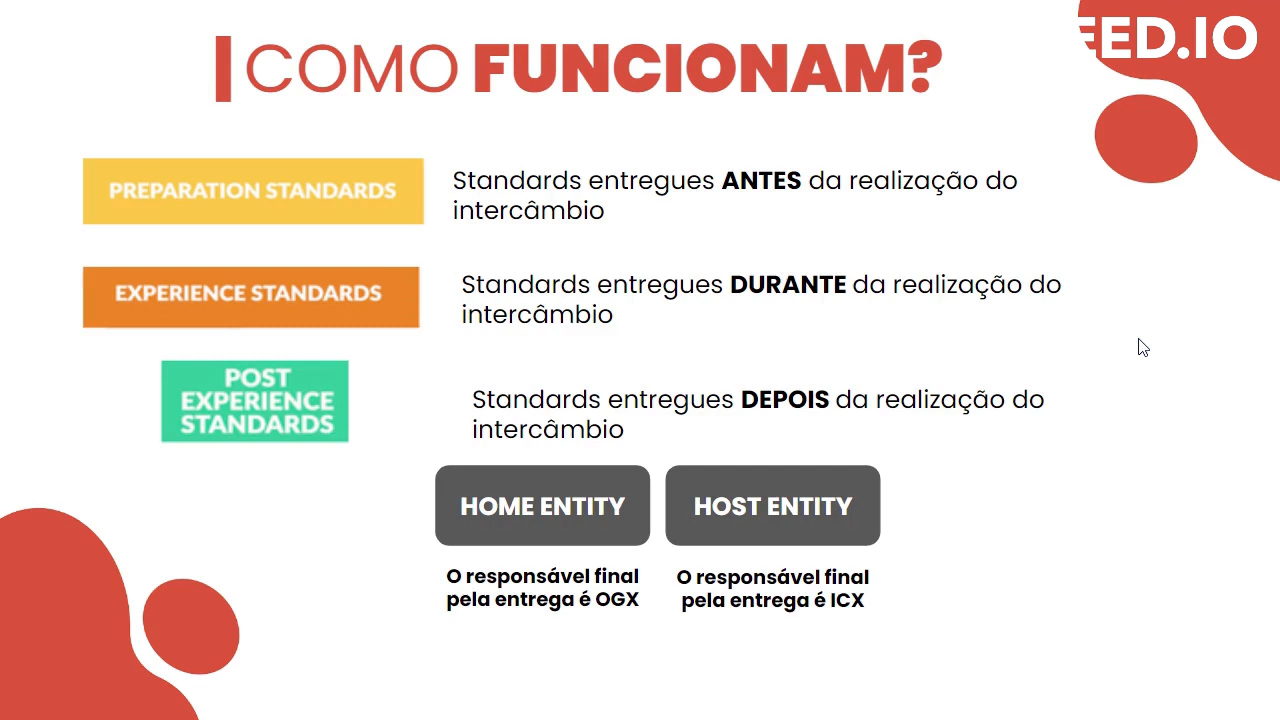 COMO FUNCIONAM?
EED.IO
PREPARATION STANDARDS
Standards entregues ANTES da realização do
intercâmbio
EXPERIENCE STANDARDS
Standards entregues DURANTE da realização do
intercâmbio
POST
EXPERIENCE
STANDARDS
Standards entregues DEPOIS da realização do
intercâmbio
HOME ENTITY
HOST ENTITY
O responsável final
pela entrega é OGX
O responsável final
pela entrega é ICX